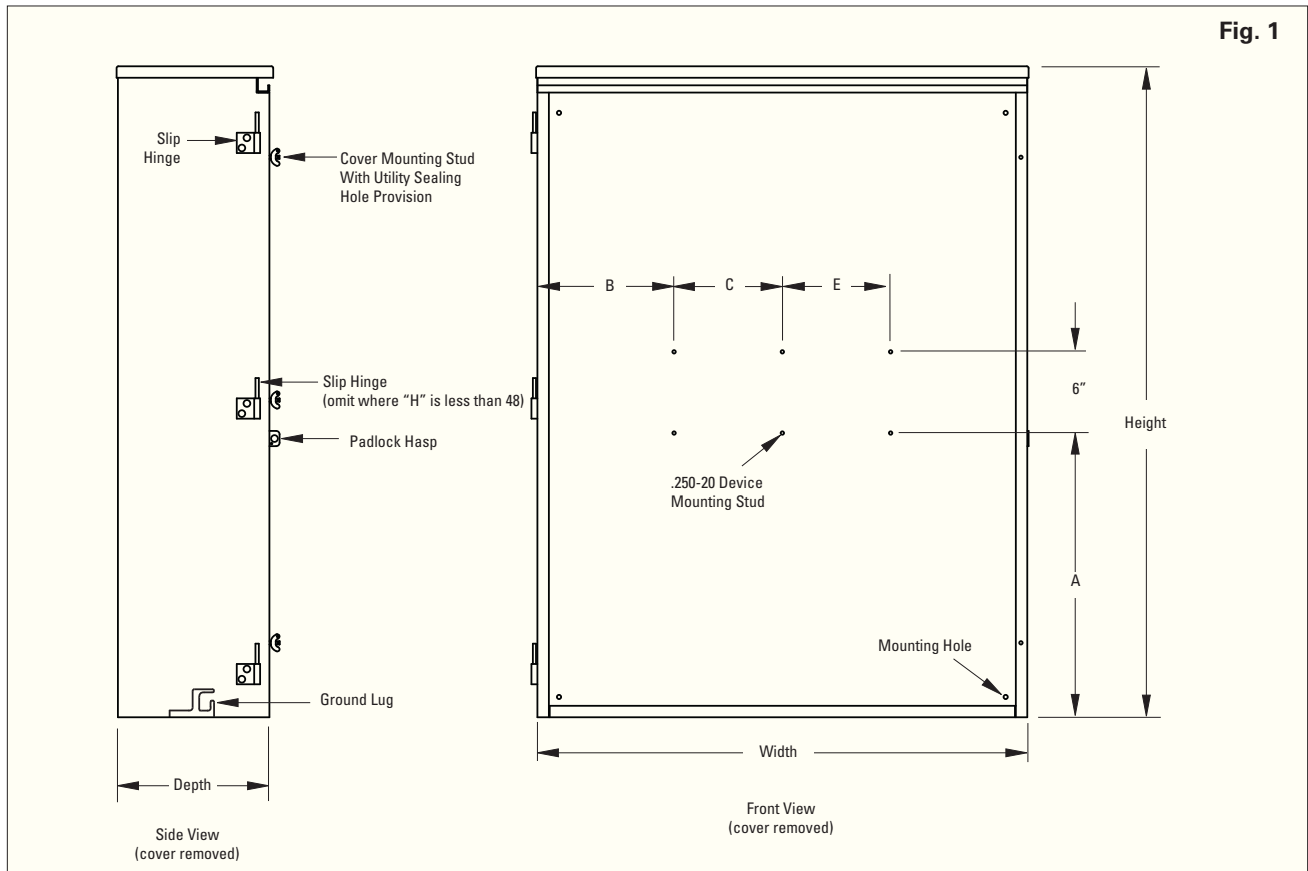 Fig. 1
Slip
Hinge
Cover Mounting Stud
With Utility Sealing
Hole Provision
B
C
E
Slip Hinge
(omit where “H” is less than 48)
6”
Height
Padlock Hasp
.250-20 Device
Mounting Stud
A
Mounting Hole
Ground Lug
Width
Depth
Front View
(cover removed)
Side View
(cover removed)